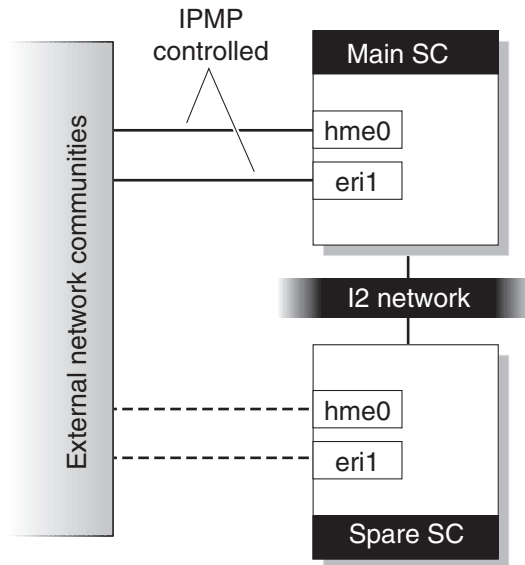 IPMP
controlled
Main SC
hme0
eri1
External network communities
I2 network
hme0
eri1
Spare SC